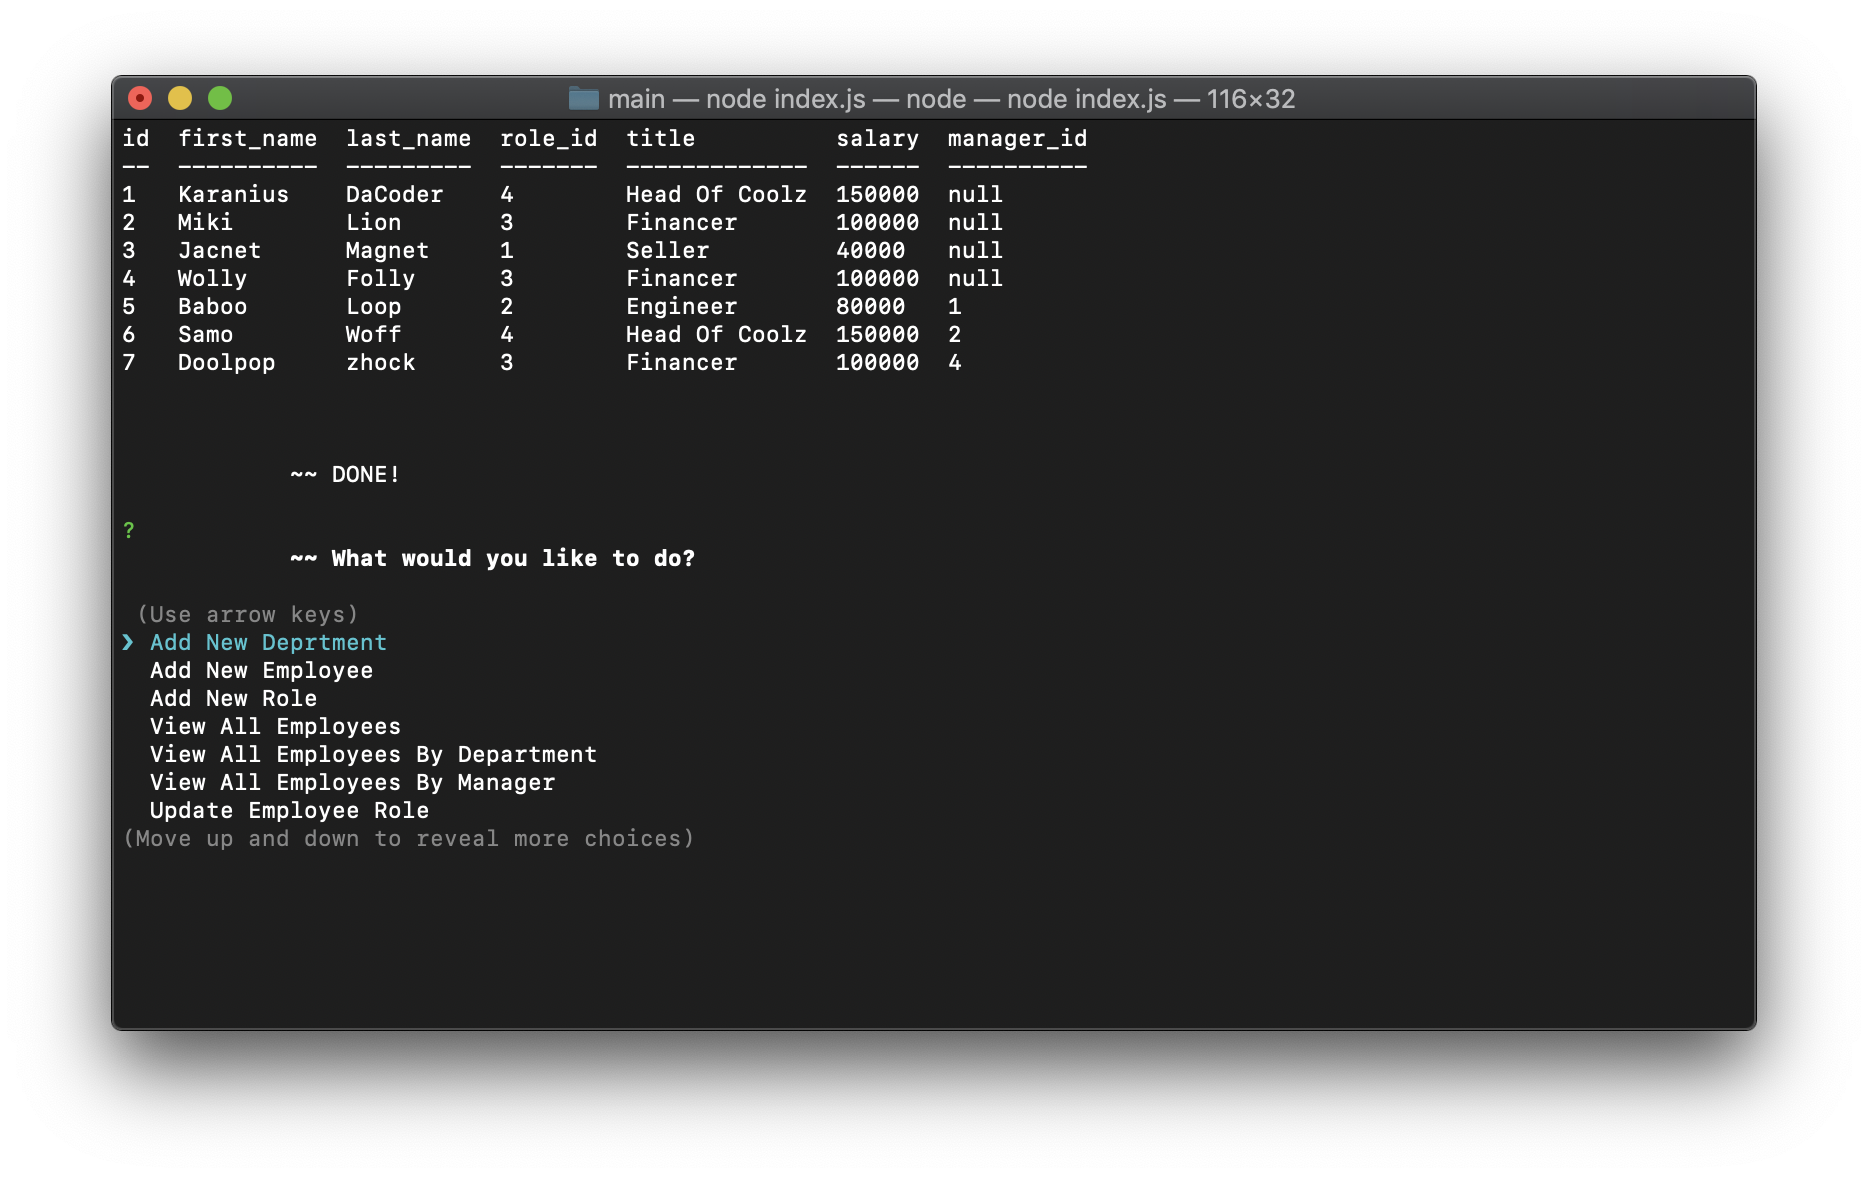 main — node index.js — node — node index.js — 116×32
id  first_name  last_name  role_id  title          salary  manager_id
--  ----------  ---------  -------  -------------  ------  ----------
1   Karanius    DaCoder    4        Head Of Coolz  150000  null
2   Miki        Lion       3        Financer       100000  null
3   Jacnet      Magnet     1        Seller         40000   null
4   Wolly       Folly      3        Financer       100000  null
5   Baboo       Loop       2        Engineer       80000   1
6   Samo        Woff       4        Head Of Coolz  150000  2
7   Doolpop     zhock      3        Financer       100000  4
~~ DONE!
?
~~ What would you like to do?
(Use arrow keys)
❯ Add New Deprtment
Add New Employee
Add New Role
View All Employees
View All Employees By Department
View All Employees By Manager
Update Employee Role
(Move up and down to reveal more choices)